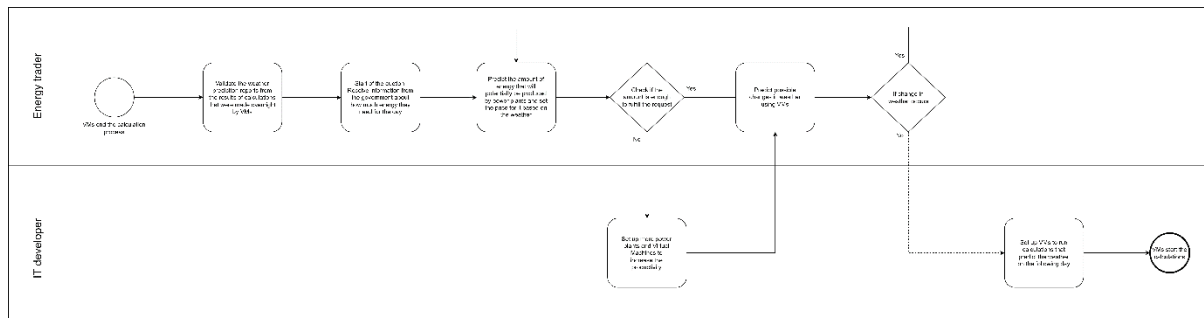 Energy trader
VMs end the calculation
process
Validate the weather
prediction reports from
the results of calculations
that were made overnight
by VMs
Start of the auction
Receive information from
the government about
how much energy they
need for the day
Predict the amount of
energy that will
potentially be produced
by power plants and set
the price for it based on
the weather
Check if the
amount is enough
to fulfill the request
Yes
No
Predict possible
changes in weather
using VMs
Yes
If change in
weather occurs
No
IT developer
Set up more power
plants and Virtual
Machines to
increase the
Set up VMs to run
calculations that
predict the weather
on the following day
VMs start the
calculations